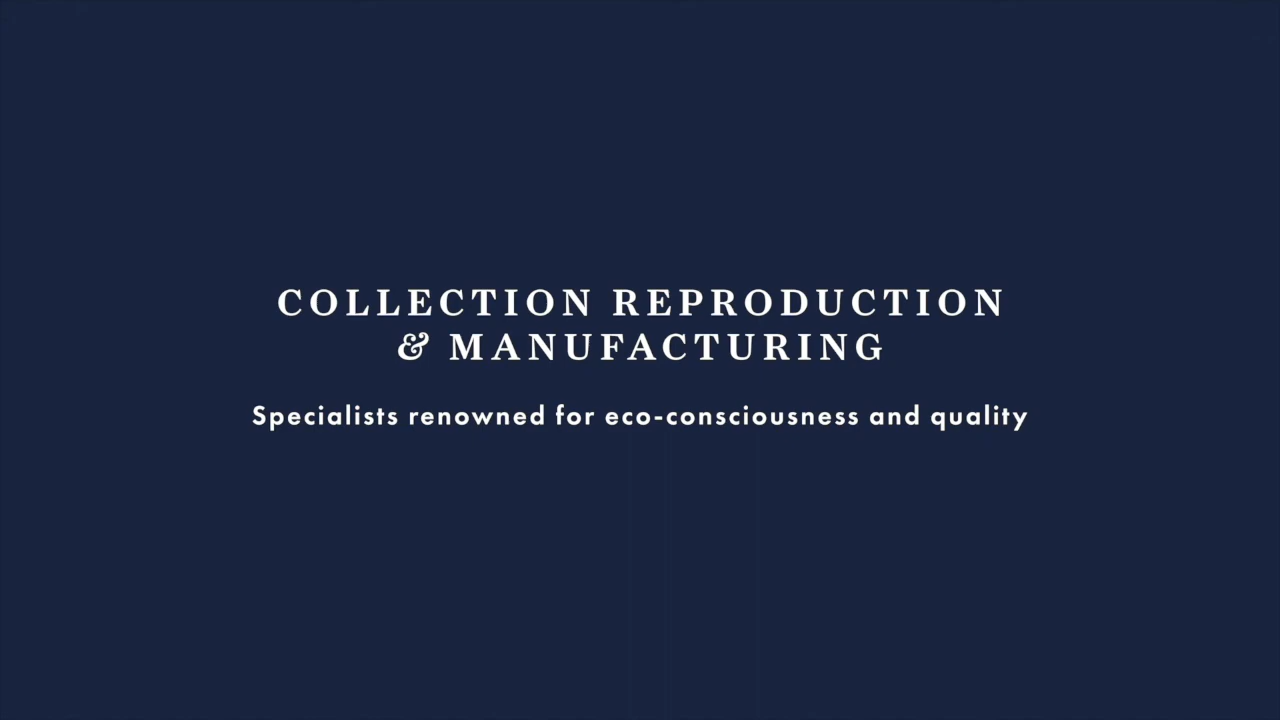 COLLECTION REPRODUCTION
& MANUFACTURING
Specialists renowned for eco-consciousness and quality